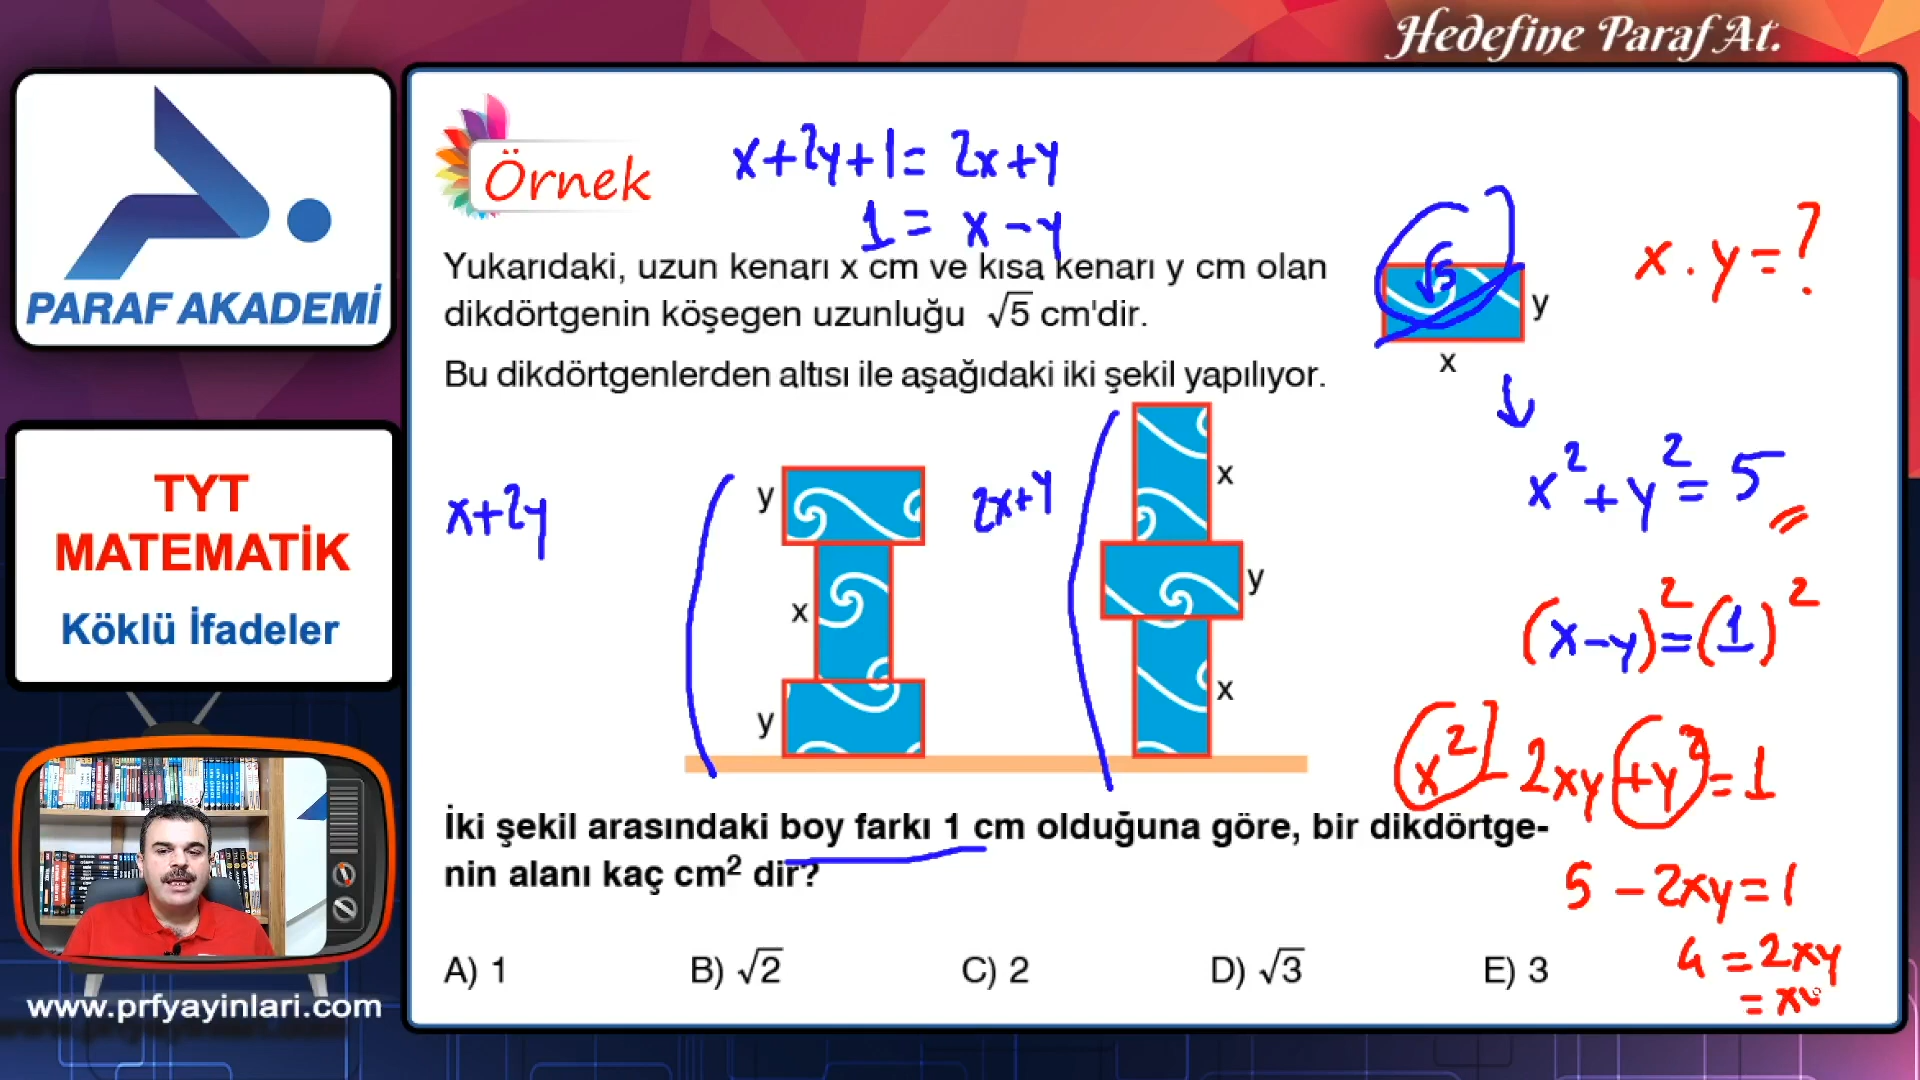 Hedefine Paraf At.
PARAF AKADEMİ
TYT
MATEMATİK
Köklü İfadeler
www.prfyayinlari.com
Örnek
x+2y+1= 2x+y
1 = x-y
Yukarıdaki, uzun kenarı x cm ve kısa kenarı y cm olan
dikdörtgenin köşegen uzunluğu √5 cm'dir.
Bu dikdörtgenlerden altısı ile aşağıdaki iki şekil yapılıyor.
√5
y
x
x . y = ?
x+2y
y
x
y
2x+y
x
y
x
x² + y² = 5
(x-y)² = (1)²
x² - 2xy + y² = 1
5 - 2xy = 1
4 = 2xy
= xy
İki şekil arasındaki boy farkı 1 cm olduğuna göre, bir dikdörtge-
nin alanı kaç cm² dir?
A) 1 B) √2 C) 2 D) √3 E) 3